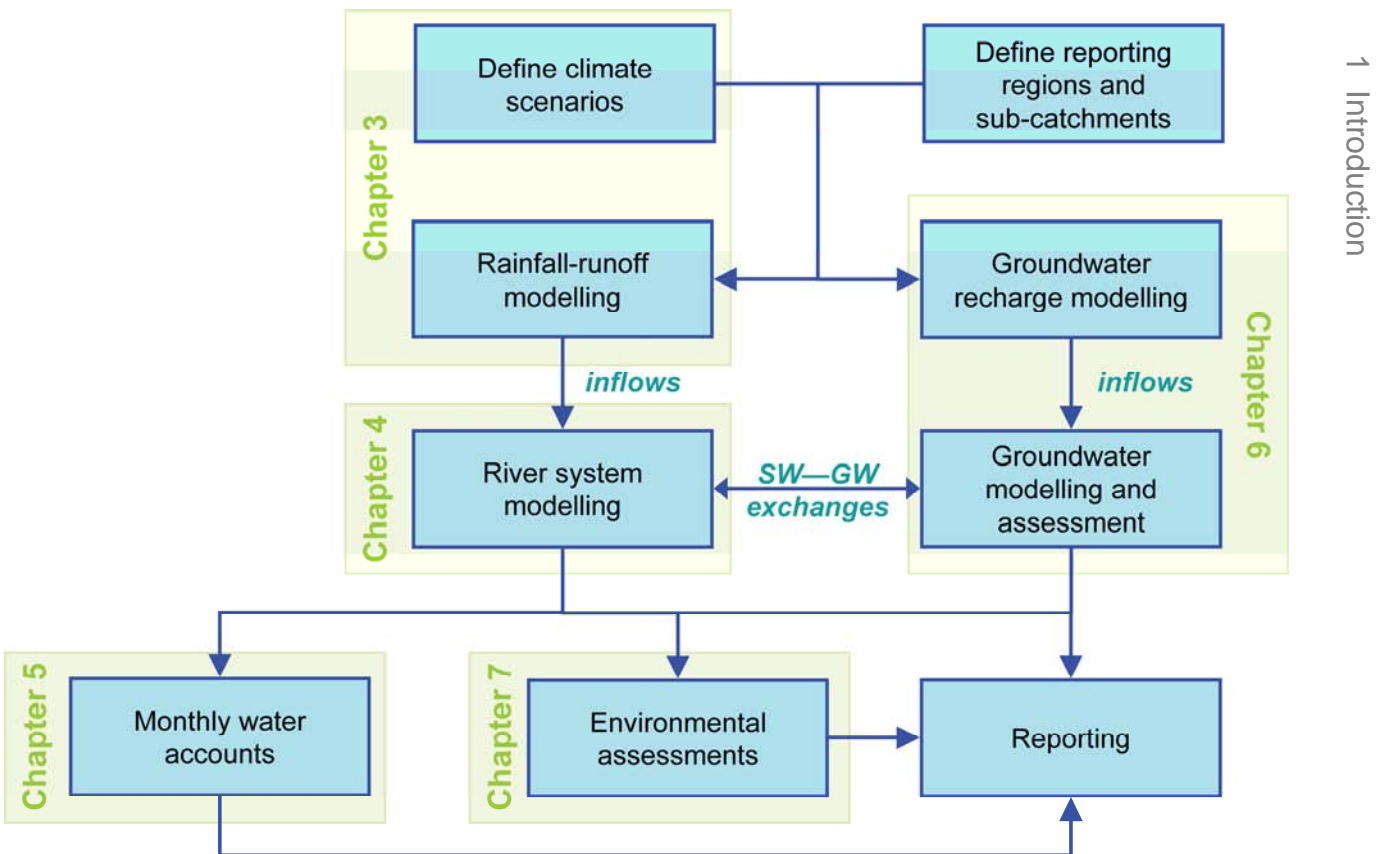 1 Introduction
Chapter 3
Define climate
scenarios
Define reporting
regions and
sub-catchments
Rainfall-runoff
modelling
Groundwater
recharge modelling
Chapter 6
inflows
inflows
Chapter 4
River system
modelling
SW—GW
exchanges
Groundwater
modelling and
assessment
Chapter 5
Monthly water
accounts
Chapter 7
Environmental
assessments
Reporting